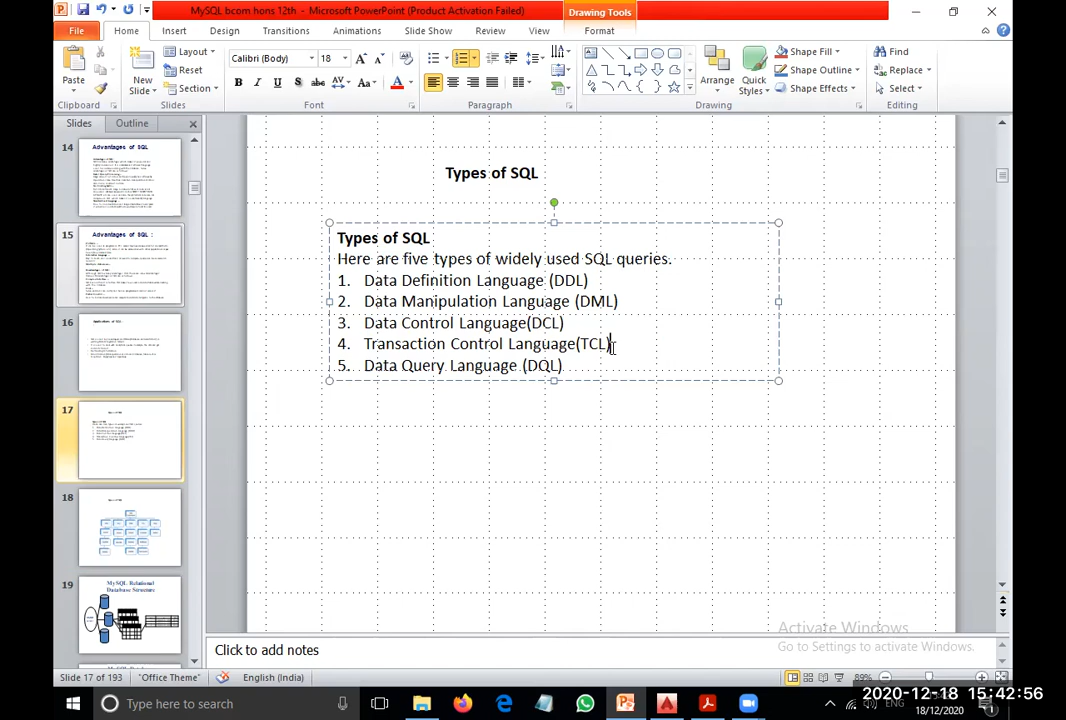 MySQL bcom hons 12th - Microsoft PowerPoint (Product Activation Failed)
Drawing Tools
File Home Insert Design Transitions Animations Slide Show Review View Format
Paste
Clipboard
New Slide
Layout
Reset
Section
Slides
Calibri (Body) 18
B I U S abc AV Aa A
Font
Paragraph
Arrange
Quick Styles
Shape Fill
Shape Outline
Shape Effects
Drawing
Find
Replace
Select
Editing
Slides Outline
14
Advantages of SQL
15
Advantages of SQL :
16
17
18
19
MySQL Relational
Database Structure
Types of SQL
Types of SQL
Here are five types of widely used SQL queries.
1. Data Definition Language (DDL)
2. Data Manipulation Language (DML)
3. Data Control Language(DCL)
4. Transaction Control Language(TCL)
5. Data Query Language (DQL)
Activate Windows
Go to Settings to activate Windows.
Click to add notes
Slide 17 of 193 "Office Theme" English (India) 89%
Type here to search
2020-12-18 15:42:56
18/12/2020